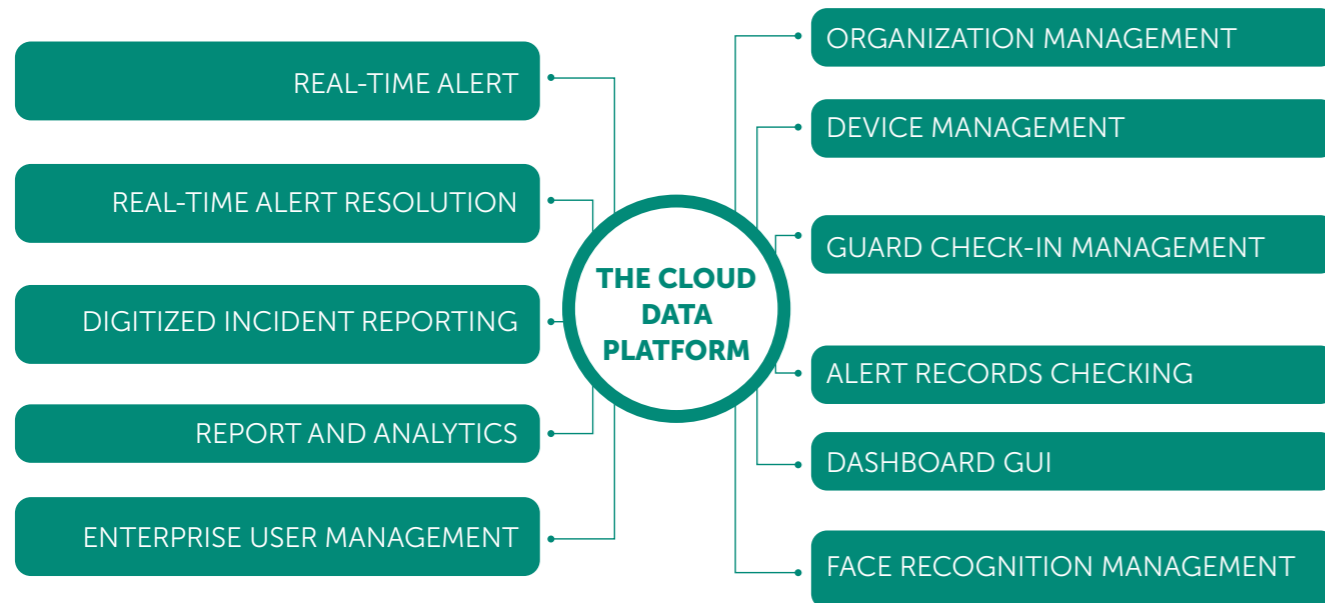 REAL-TIME ALERT
REAL-TIME ALERT RESOLUTION
DIGITIZED INCIDENT REPORTING
REPORT AND ANALYTICS
ENTERPRISE USER MANAGEMENT
THE CLOUD
DATA
PLATFORM
ORGANIZATION MANAGEMENT
DEVICE MANAGEMENT
GUARD CHECK-IN MANAGEMENT
ALERT RECORDS CHECKING
DASHBOARD GUI
FACE RECOGNITION MANAGEMENT